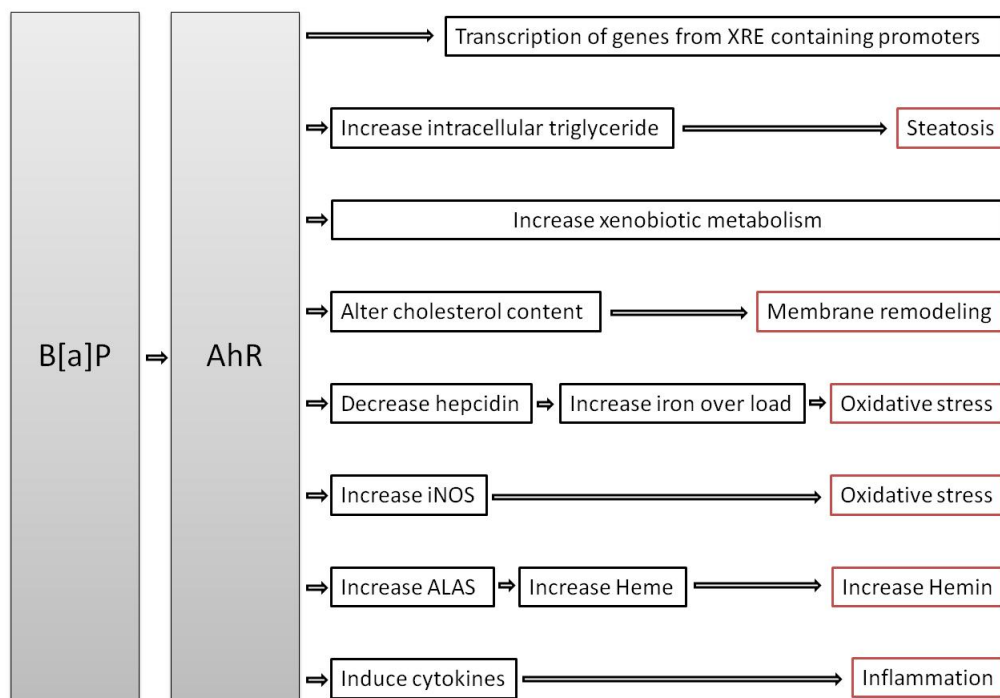 B[a]P
AhR
Transcription of genes from XRE containing promoters
Increase intracellular triglyceride
Steatosis
Increase xenobiotic metabolism
Alter cholesterol content
Membrane remodeling
Decrease hepcidin
Increase iron over load
Oxidative stress
Increase iNOS
Oxidative stress
Increase ALAS
Increase Heme
Increase Hemin
Induce cytokines
Inflammation